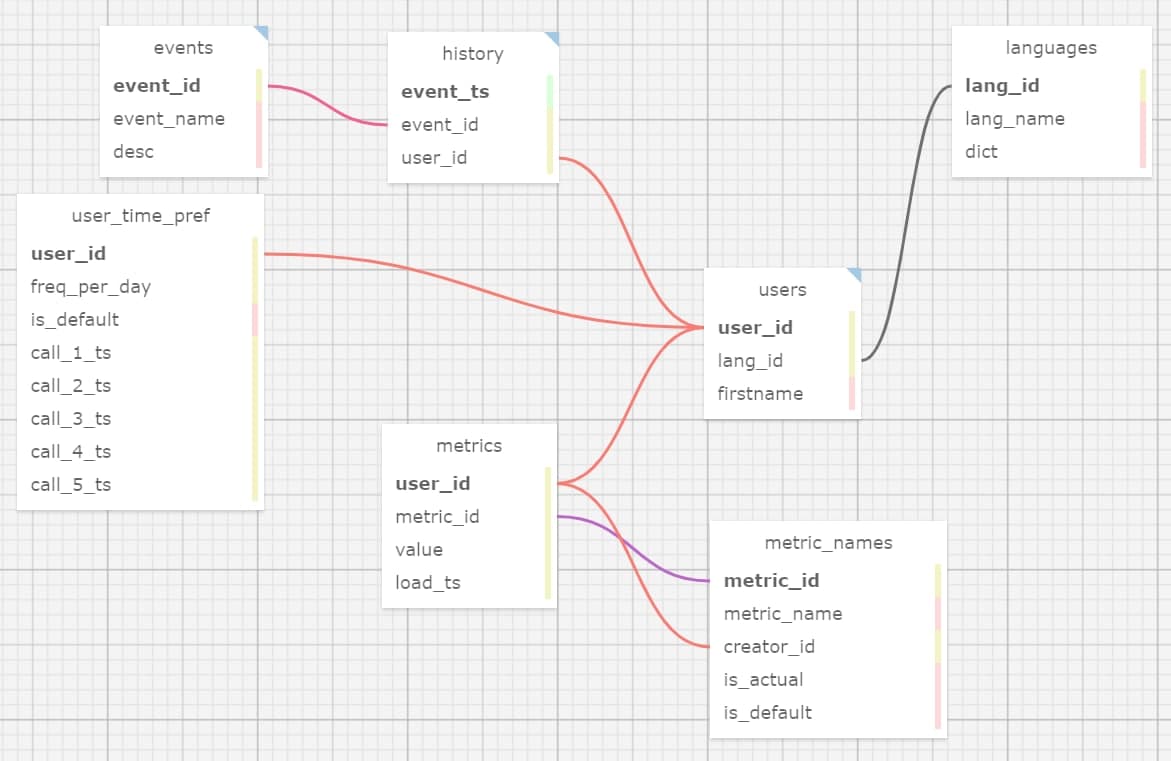 events
event_id
event_name
desc
history
event_ts
event_id
user_id
languages
lang_id
lang_name
dict
user_time_pref
user_id
freq_per_day
is_default
call_1_ts
call_2_ts
call_3_ts
call_4_ts
call_5_ts
users
user_id
lang_id
firstname
metrics
user_id
metric_id
value
load_ts
metric_names
metric_id
metric_name
creator_id
is_actual
is_default